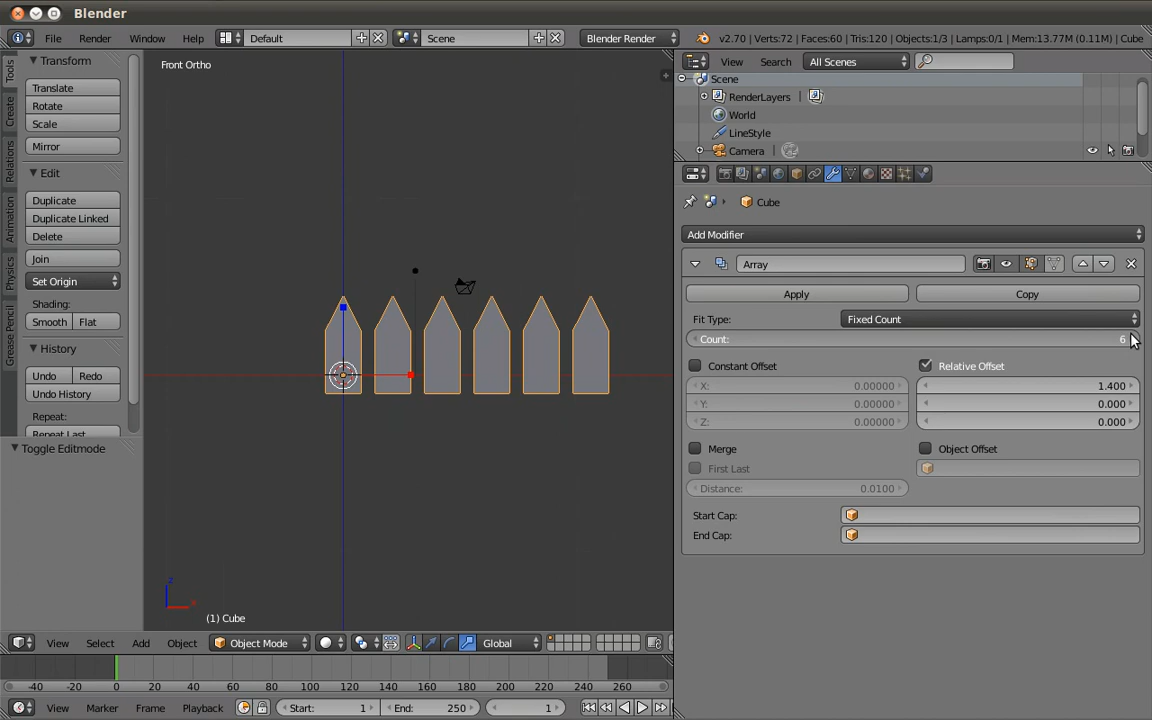 Blender
File Render Window Help Default Scene Blender Render v2.70 | Verts:72 | Faces:60 | Tris:120 | Objects:1/3 | Lamps:0/1 | Mem:13.77M (0.11M) | Cube
Front Ortho
View Search All Scenes
Scene
RenderLayers
World
LineStyle
Camera
Tools
Create
Relations
Animation
Physics
Grease Pencil
Transform
Translate
Rotate
Scale
Mirror
Edit
Duplicate
Duplicate Linked
Delete
Join
Set Origin
Shading:
Smooth Flat
History
Undo Redo
Undo History
Repeat:
Repeat Last
Toggle Editmode
Cube
Add Modifier
Array
Apply Copy
Fit Type: Fixed Count
Count: 6
Constant Offset Relative Offset
X: 0.00000 1.400
Y: 0.00000 0.000
Z: 0.00000 0.000
Merge Object Offset
First Last
Distance: 0.0100
Start Cap:
End Cap:
z
x
(1) Cube
View Select Add Object Object Mode Global
-40 -20 0 20 40 60 80 100 120 140 160 180 200 220 240 260
View Marker Frame Playback Start: 1 End: 250 1